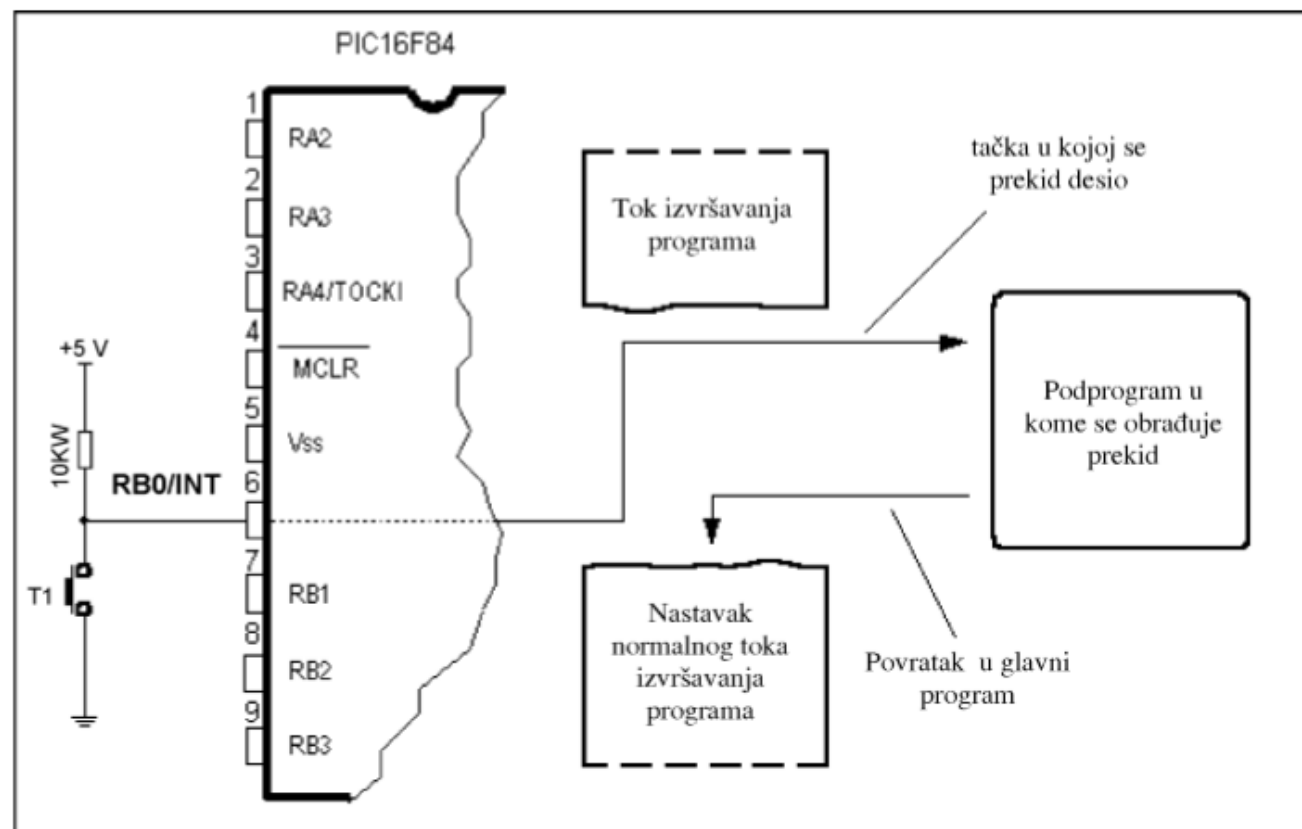 PIC16F84
1
RA2
2
RA3
3
RA4/TOCKI
4
MCLR
5
Vss
6
RB0/INT
7
RB1
8
RB2
9
RB3
+5 V
10KW
T1
Tok izvršavanja
programa
tačka u kojoj se
prekid desio
Podprogram u
kome se obrađuje
prekid
Nastavak
normalnog toka
izvršavanja
programa
Povratak u glavni
program